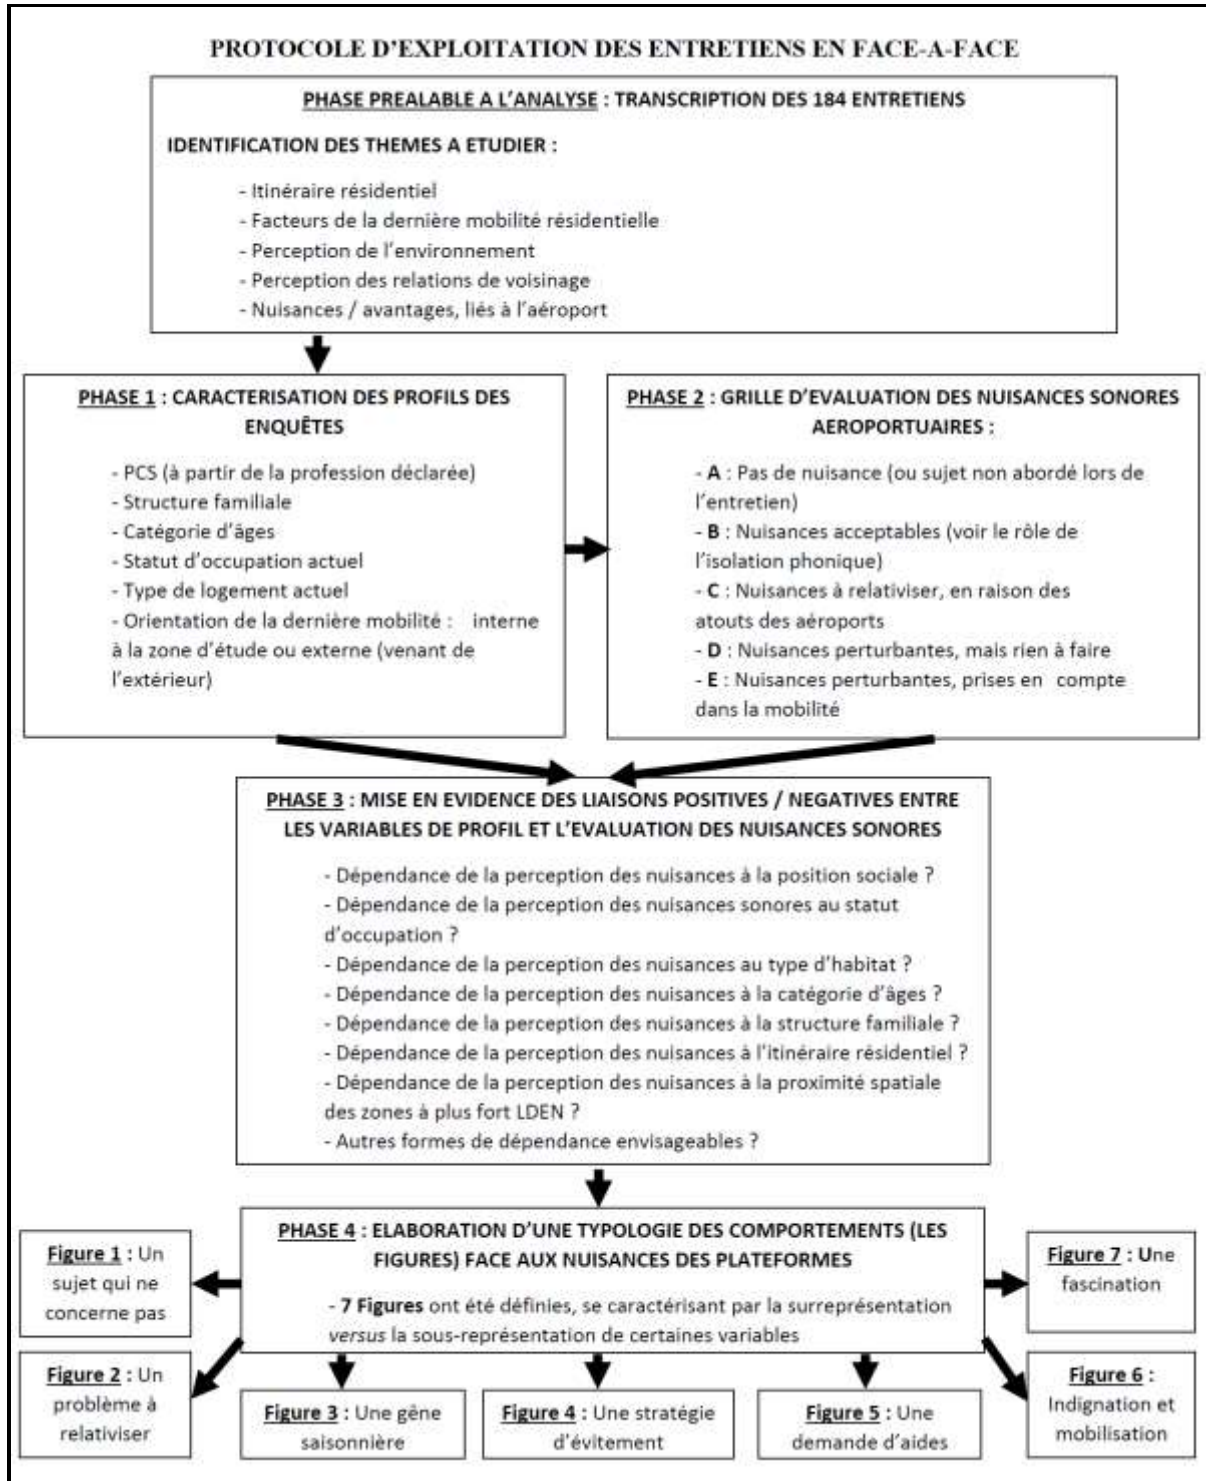 PROTOCOLE D'EXPLOITATION DES ENTRETIENS EN FACE-A-FACE
PHASE PREALABLE A L'ANALYSE : TRANSCRIPTION DES 184 ENTRETIENS
IDENTIFICATION DES THEMES A ETUDIER :
- Itinéraire résidentiel
- Facteurs de la dernière mobilité résidentielle
- Perception de l'environnement
- Perception des relations de voisinage
- Nuisances / avantages, liés à l'aéroport
PHASE 1 : CARACTERISATION DES PROFILS DES
ENQUÊTES
- PCS (à partir de la profession déclarée)
- Structure familiale
- Catégorie d'âges
- Statut d'occupation actuel
- Type de logement actuel
- Orientation de la dernière mobilité : interne
à la zone d'étude ou externe (venant de
l'extérieur)
PHASE 2 : GRILLE D'EVALUATION DES NUISANCES SONORES
AEROPORTUAIRES :
- A : Pas de nuisance (ou sujet non abordé lors de
l'entretien)
- B : Nuisances acceptables (voir le rôle de
l'isolation phonique)
- C : Nuisances à relativiser, en raison des
atouts des aéroports
- D : Nuisances perturbantes, mais rien à faire
- E : Nuisances perturbantes, prises en compte
dans la mobilité
PHASE 3 : MISE EN EVIDENCE DES LIAISONS POSITIVES / NEGATIVES ENTRE
LES VARIABLES DE PROFIL ET L'EVALUATION DES NUISANCES SONORES
- Dépendance de la perception des nuisances à la position sociale ?
- Dépendance de la perception des nuisances sonores au statut
d'occupation ?
- Dépendance de la perception des nuisances au type d'habitat ?
- Dépendance de la perception des nuisances à la catégorie d'âges ?
- Dépendance de la perception des nuisances à la structure familiale ?
- Dépendance de la perception des nuisances à l'itinéraire résidentiel ?
- Dépendance de la perception des nuisances à la proximité spatiale
des zones à plus fort LDEN ?
- Autres formes de dépendance envisageables ?
PHASE 4 : ELABORATION D'UNE TYPOLOGIE DES COMPORTEMENTS (LES
FIGURES) FACE AUX NUISANCES DES PLATEFORMES
- 7 Figures ont été définies, se caractérisant par la surreprésentation
versus la sous-représentation de certaines variables
Figure 1 : Un
sujet qui ne
concerne pas
Figure 2 : Un
problème à
relativiser
Figure 3 : Une gêne
saisonnière
Figure 4 : Une stratégie
d'évitement
Figure 5 : Une
demande d'aides
Figure 6 :
Indignation et
mobilisation
Figure 7 : Une
fascination